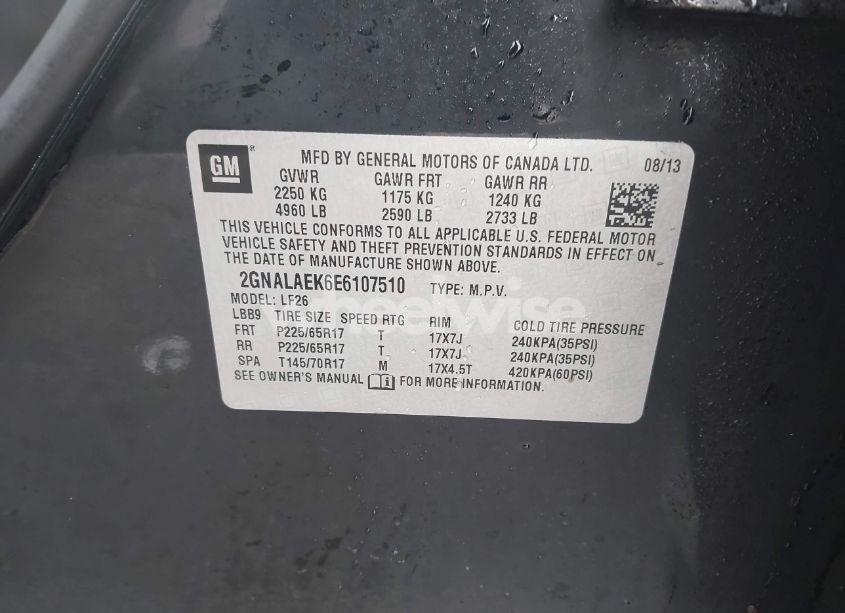 GM
MFD BY GENERAL MOTORS OF CANADA LTD. 08/13
GVWR GAWR FRT GAWR RR
2250 KG 1175 KG 1240 KG
4960 LB 2590 LB 2733 LB
THIS VEHICLE CONFORMS TO ALL APPLICABLE U.S. FEDERAL MOTOR
VEHICLE SAFETY AND THEFT PREVENTION STANDARDS IN EFFECT ON
THE DATE OF MANUFACTURE SHOWN ABOVE.
2GNALAEK6E6107510 TYPE: M.P.V.
MODEL: LF26
LBB9 TIRE SIZE SPEED RTG RIM COLD TIRE PRESSURE
FRT P225/65R17 T 17X7J 240KPA(35PSI)
RR P225/65R17 T 17X7J 240KPA(35PSI)
SPA T145/70R17 M 17X4.5T 420KPA(60PSI)
SEE OWNER'S MANUAL FOR MORE INFORMATION.